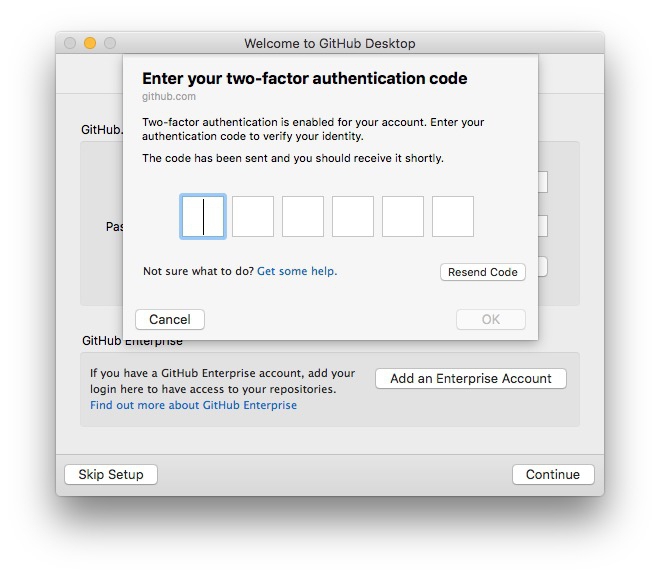 Welcome to GitHub Desktop
Enter your two-factor authentication code
github.com
Two-factor authentication is enabled for your account. Enter your
authentication code to verify your identity.
The code has been sent and you should receive it shortly.
GitHub.
Pas
Not sure what to do? Get some help.
Resend Code
Cancel
OK
GitHub Enterprise
If you have a GitHub Enterprise account, add your
login here to have access to your repositories.
Find out more about GitHub Enterprise
Add an Enterprise Account
Skip Setup
Continue